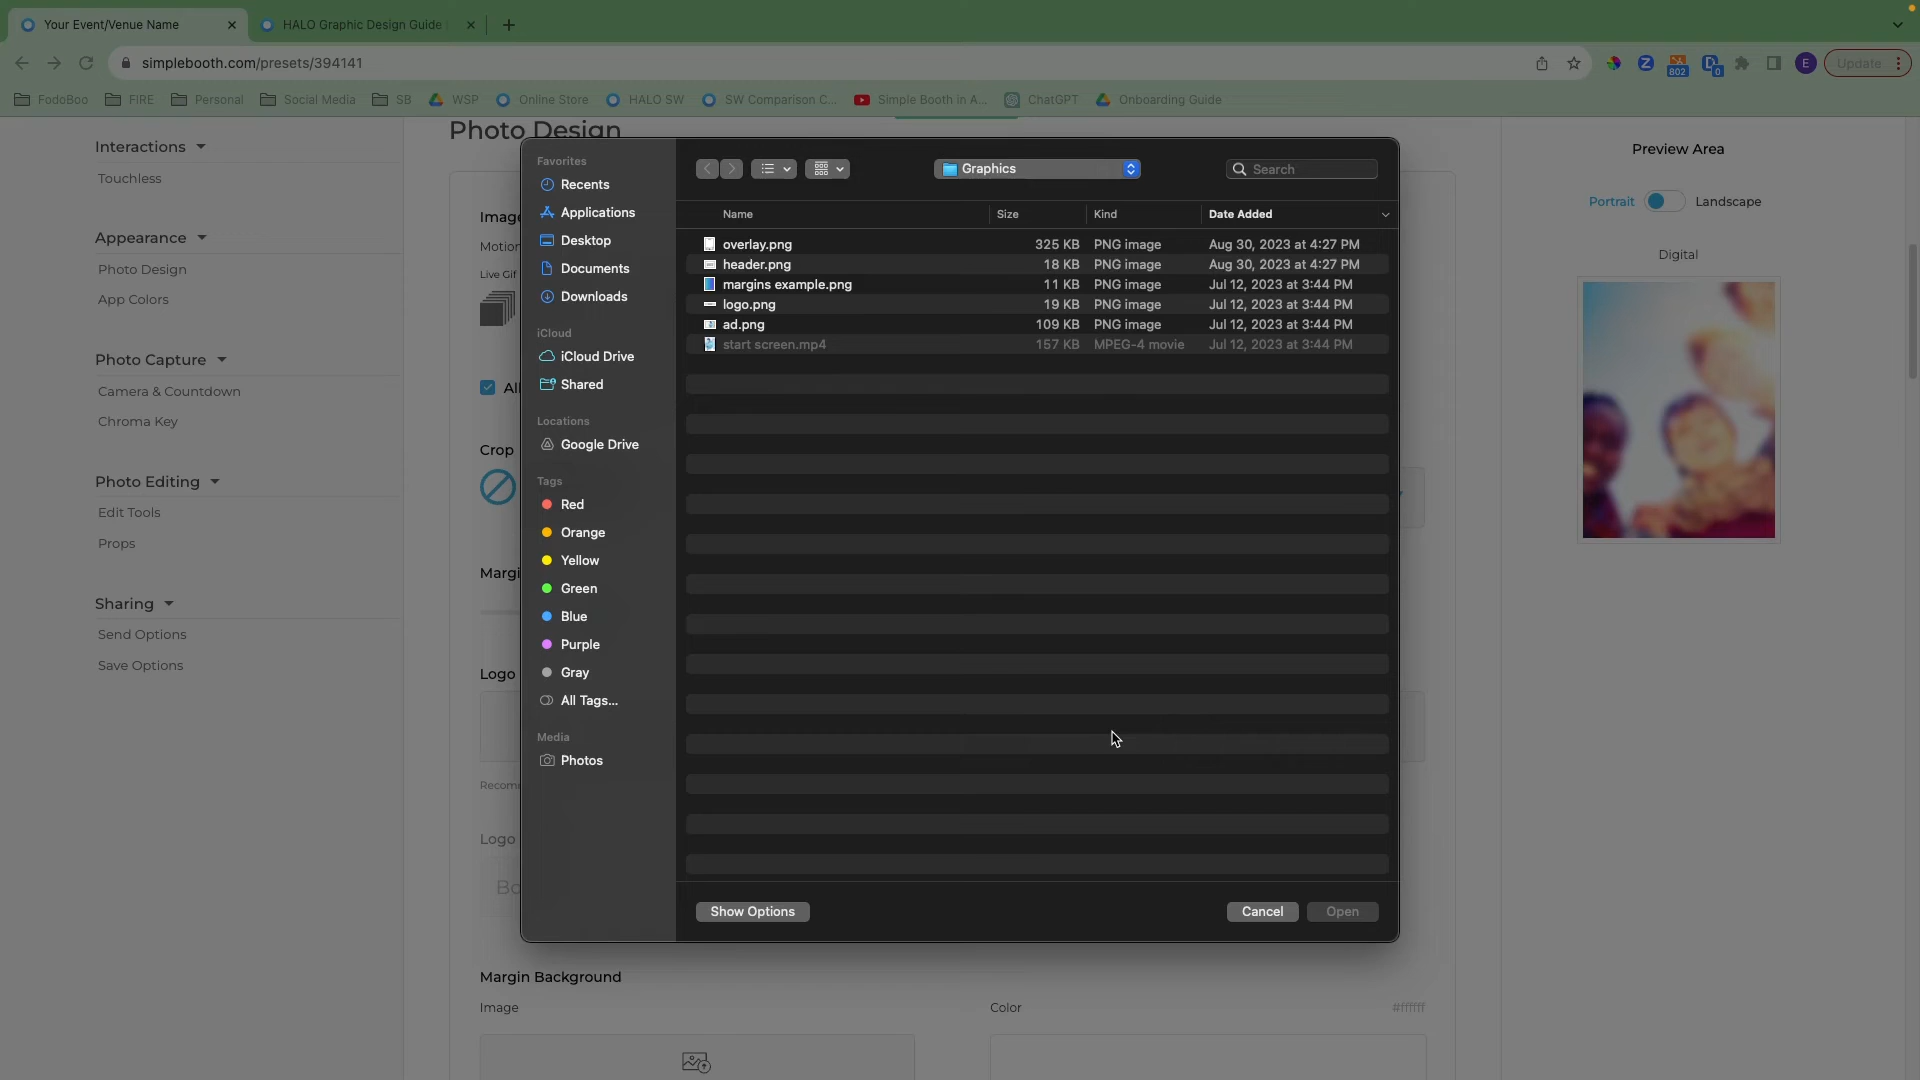 Your Event/Venue Name
HALO Graphic Design Guide
simplebooth.com/presets/394141
802
0
E
Update
FodoBoo
FIRE
Personal
Social Media
SB
WSP
Online Store
HALO SW
SW Comparison C...
Simple Booth in A...
ChatGPT
Onboarding Guide
Interactions
Touchless
Appearance
Photo Design
App Colors
Photo Capture
Camera & Countdown
Chroma Key
Photo Editing
Edit Tools
Props
Sharing
Send Options
Save Options
Photo Design
Motion
Live Gif
Crop
Logo
Logo
Margin Background
Image
Color
#ffffff
Favorites
Recents
Applications
Desktop
Documents
Downloads
iCloud
iCloud Drive
Shared
Locations
Google Drive
Tags
Red
Orange
Yellow
Green
Blue
Purple
Gray
All Tags...
Media
Photos
Graphics
Search
Name Size Kind Date Added
overlay.png 325 KB PNG image Aug 30, 2023 at 4:27 PM
header.png 18 KB PNG image Aug 30, 2023 at 4:27 PM
margins example.png 11 KB PNG image Jul 12, 2023 at 3:44 PM
logo.png 19 KB PNG image Jul 12, 2023 at 3:44 PM
ad.png 109 KB PNG image Jul 12, 2023 at 3:44 PM
start screen.mp4 157 KB MPEG-4 movie Jul 12, 2023 at 3:44 PM
Show Options
Cancel
Open
Preview Area
Portrait
Landscape
Digital